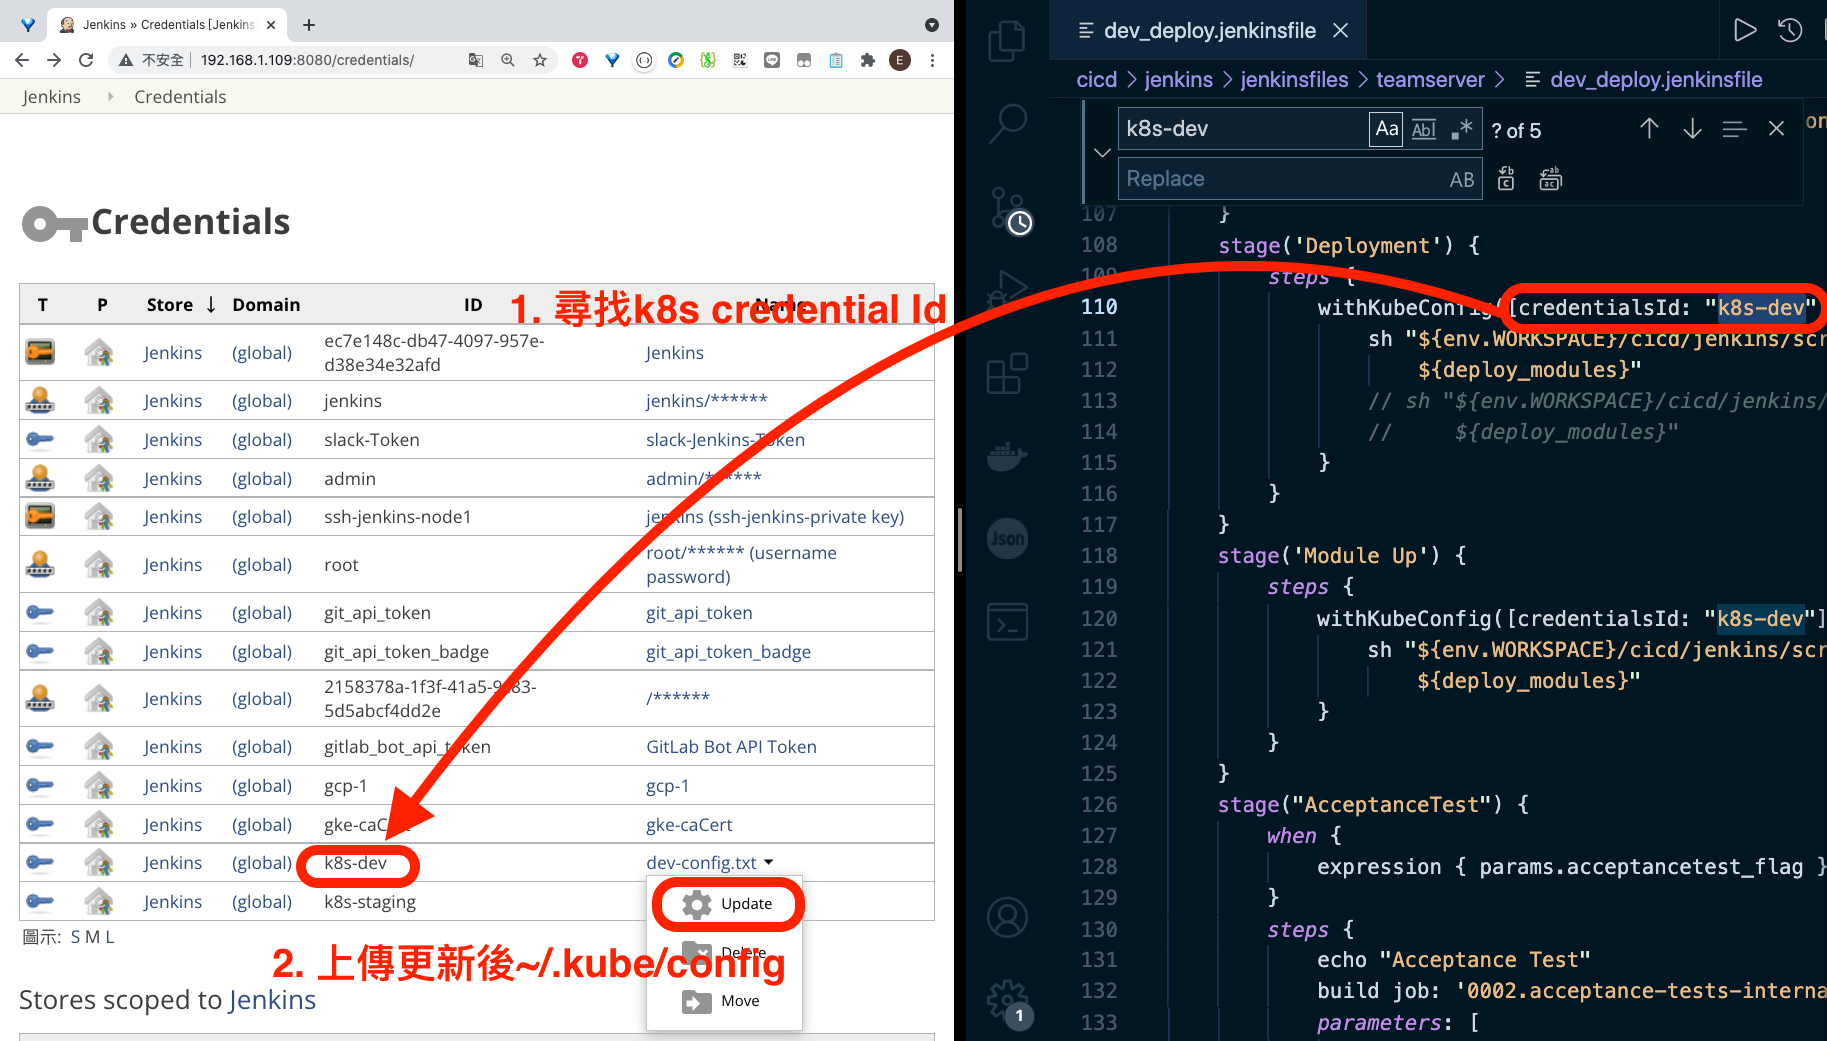 Jenkins » Credentials [Jenkins
不安全
192.168.1.109:8080/credentials/
E
Jenkins
Credentials
Credentials
T P Store ↓ Domain ID Name
1. 尋找k8s credential Id
Jenkins (global) ec7e148c-db47-4097-957e-
d38e34e32afd
Jenkins
Jenkins (global) jenkins jenkins/******
Jenkins (global) slack-Token slack-Jenkins-Token
Jenkins (global) admin admin/******
Jenkins (global) ssh-jenkins-node1 jenkins (ssh-jenkins-private key)
Jenkins (global) root root/****** (username
password)
Jenkins (global) git_api_token git_api_token
Jenkins (global) git_api_token_badge git_api_token_badge
Jenkins (global) 2158378a-1f3f-41a5-
5d5abcf4dd2e
/******
Jenkins (global) gitlab_bot_api_token GitLab Bot API Token
Jenkins (global) gcp-1 gcp-1
Jenkins (global) gke-caCert gke-caCert
Jenkins (global) k8s-dev dev-config.txt
Jenkins (global) k8s-staging
Update
Delete
Move
圖示: S M L
2. 上傳更新後~/.kube/config
Stores scoped to Jenkins
dev_deploy.jenkinsfile
cicd > jenkins > jenkinsfiles > teamserver > dev_deploy.jenkinsfile
k8s-dev
Aa
Abl
.*
? of 5
Replace
AB
on
Json
1
107 }
108 stage('Deployment') {
109 steps {
110 withKubeConfig([credentialsId: "k8s-dev"
111 sh "${env.WORKSPACE}/cicd/jenkins/scr
112 ${deploy_modules}"
113 // sh "${env.WORKSPACE}/cicd/jenkins/
114 // ${deploy_modules}"
115 }
116 }
117 }
118 stage('Module Up') {
119 steps {
120 withKubeConfig([credentialsId: "k8s-dev"]
121 sh "${env.WORKSPACE}/cicd/jenkins/scr
122 ${deploy_modules}"
123 }
124 }
125 }
126 stage("AcceptanceTest") {
127 when {
128 expression { params.acceptancetest_flag }
129 }
130 steps {
131 echo "Acceptance Test"
132 build job: '0002.acceptance-tests-interna
133 parameters: [